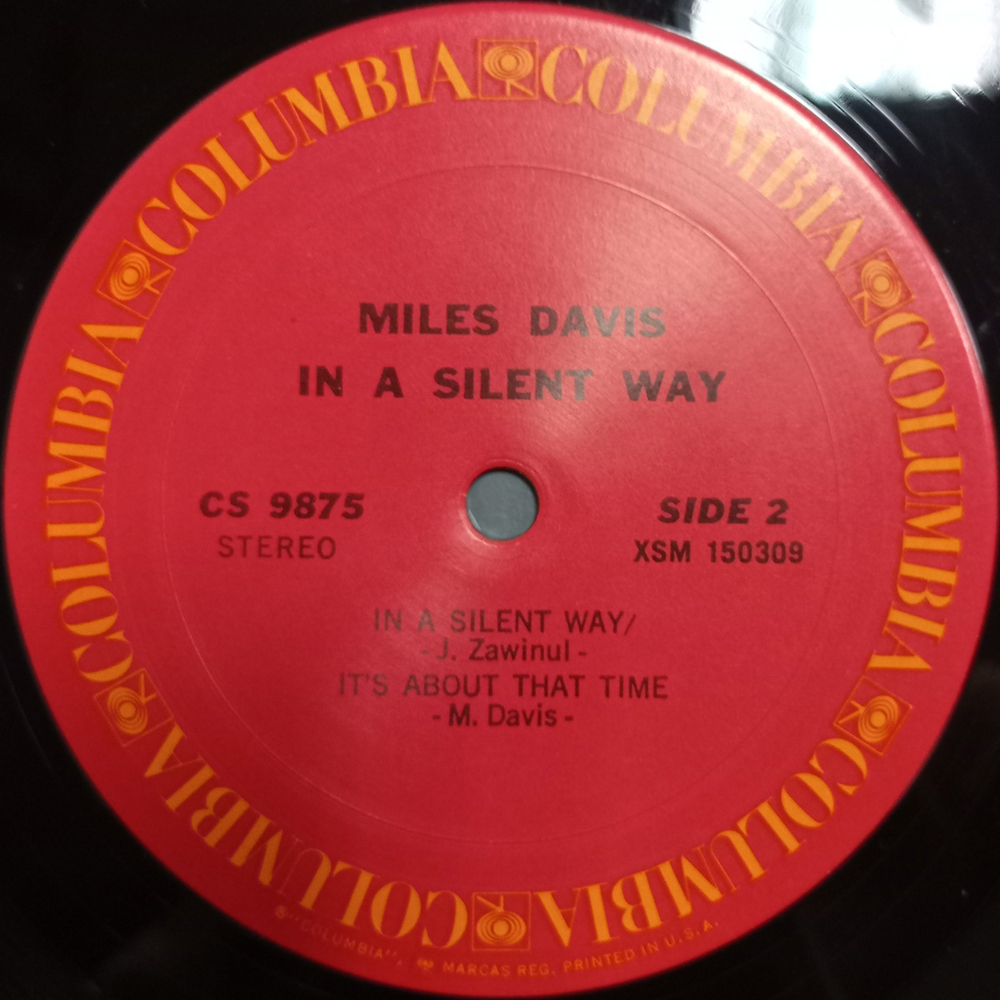 COLUMBIA COLUMBIA COLUMBIA COLUMBIA COLUMBIA COLUMBIA
MILES DAVIS
IN A SILENT WAY
CS 9875
STEREO
SIDE 2
XSM 150309
IN A SILENT WAY/
-J. Zawinul-
IT'S ABOUT THAT TIME
-M. Davis-
®"COLUMBIA", MARCAS REG. PRINTED IN U.S.A.